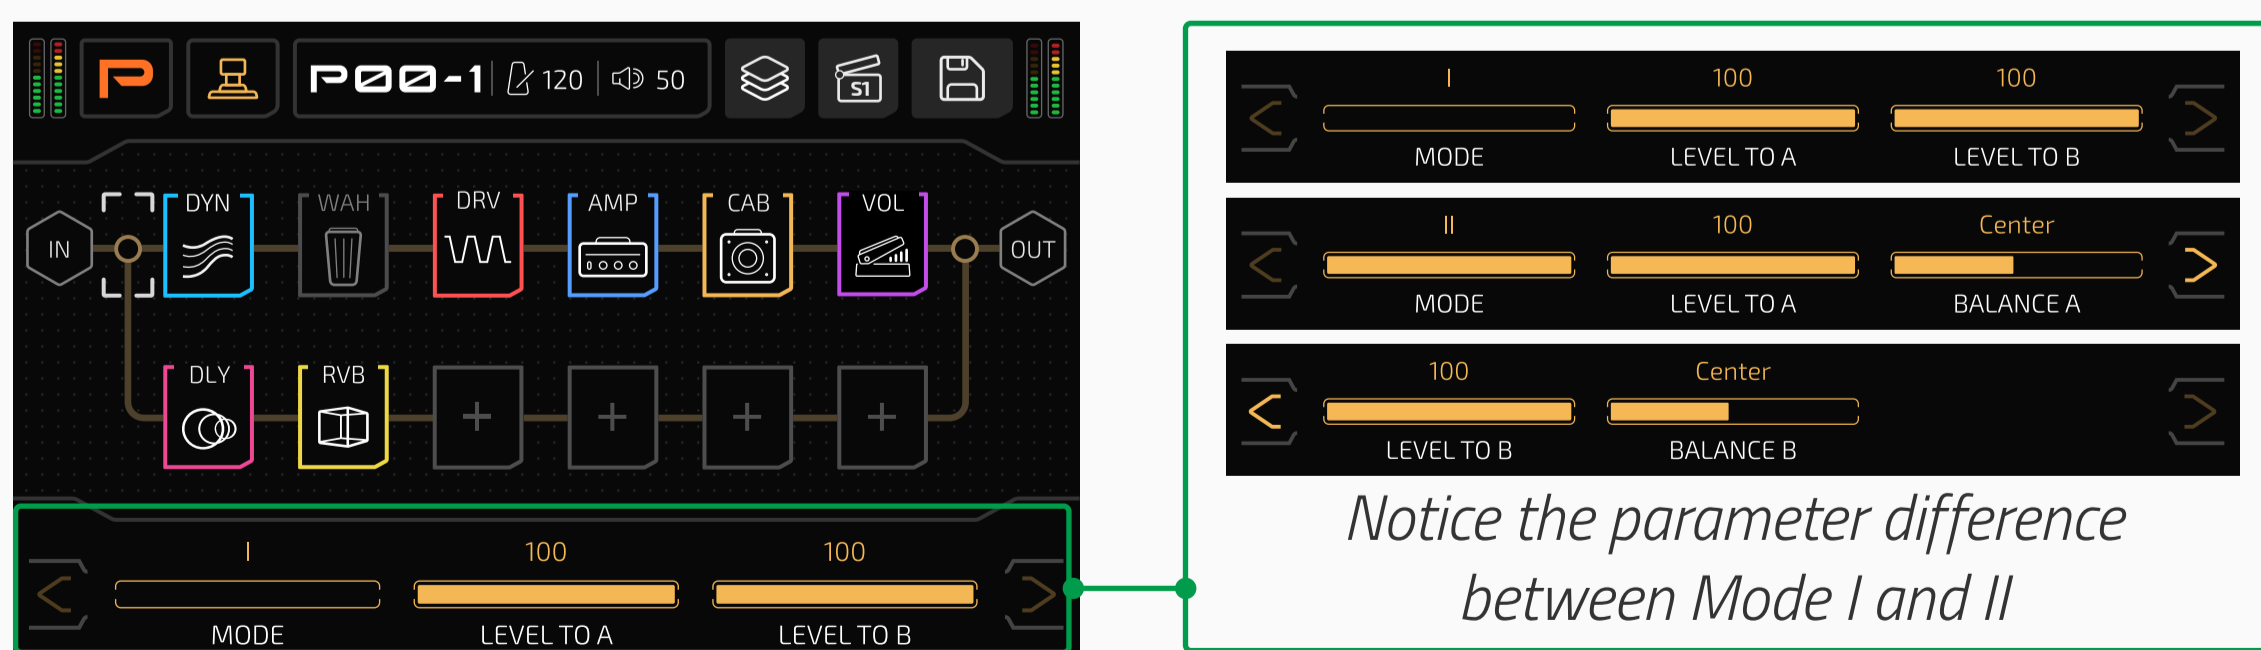 P00-1 120 50 S1
IN DYN WAH DRV AMP CAB VOL OUT
DLY RVB + + + +
I 100 100
MODE LEVEL TO A LEVEL TO B
I 100 100
MODE LEVEL TO A LEVEL TO B
II 100 Center
MODE LEVEL TO A BALANCE A
100 Center
LEVEL TO B BALANCE B
Notice the parameter difference
between Mode I and II